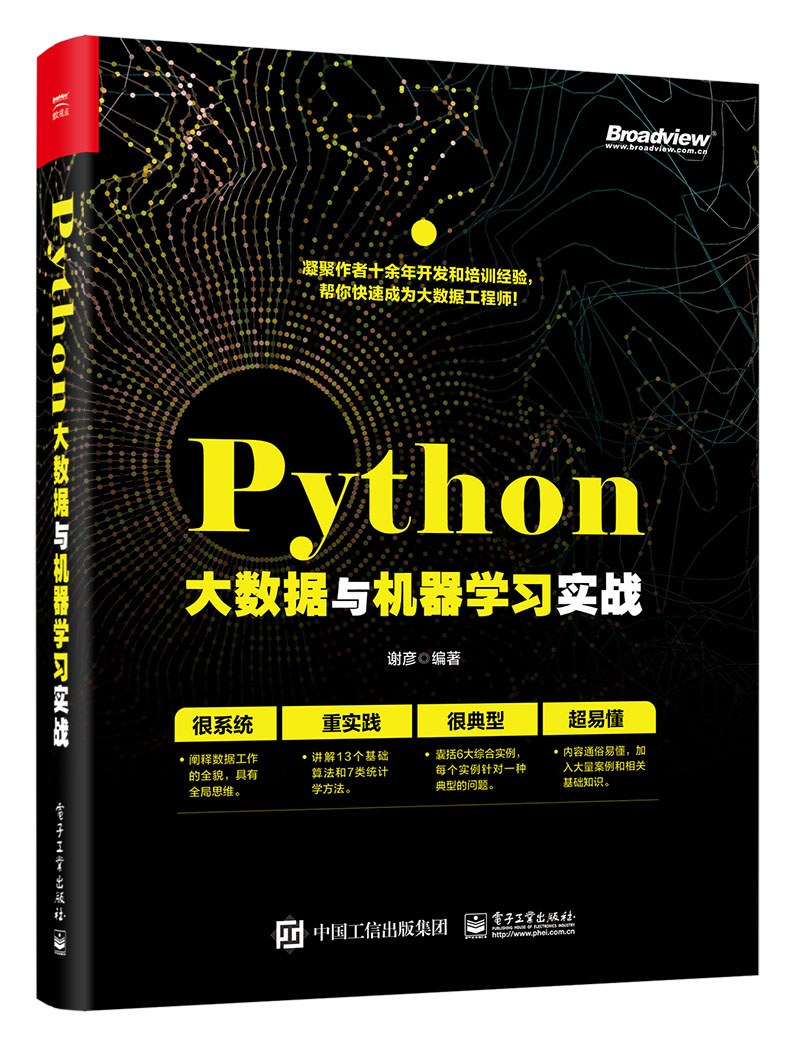 Broadview
www.broadview.com.cn
凝聚作者十余年开发和培训经验，
帮你快速成为大数据工程师！
Python
大数据与机器学习实战
谢彦◎编著
很系统
• 阐释数据工作
的全貌，具有
全局思维。
重实践
• 讲解13个基础
算法和7类统计
学方法。
很典型
• 囊括6大综合实例，
每个实例针对一种
典型的问题。
超易懂
• 内容通俗易懂，加
入大量案例和相关
基础知识。
中国工信出版集团
电子工业出版社
PUBLISHING HOUSE OF ELECTRONICS INDUSTRY
http://www.phei.com.cn
Broadview
Python大数据与机器学习实战
电子工业出版社